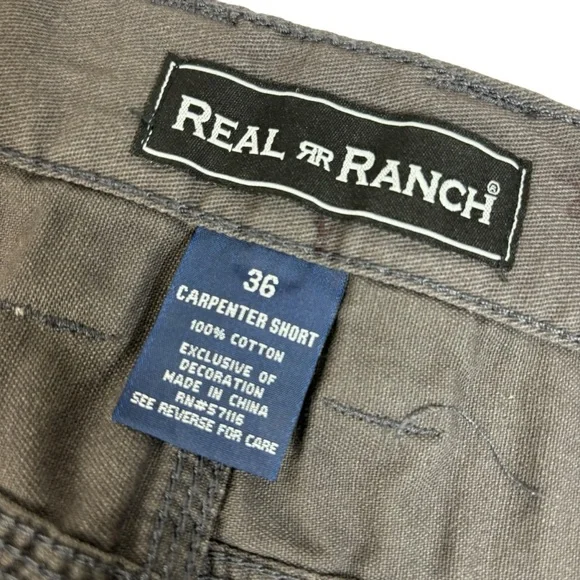 REAL RR RANCH®
36
CARPENTER SHORT
100% COTTON
EXCLUSIVE OF
DECORATION
MADE IN CHINA
RN#57116
SEE REVERSE FOR CARE